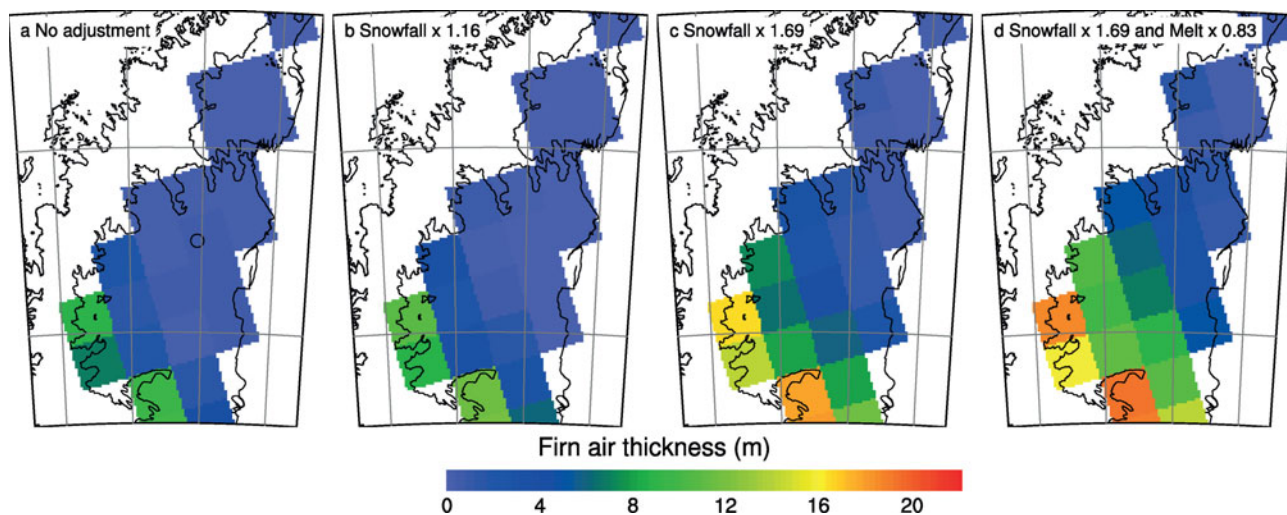 a No adjustment
b Snowfall x 1.16
c Snowfall x 1.69
d Snowfall x 1.69 and Melt x 0.83
Firn air thickness (m)
0 4 8 12 16 20